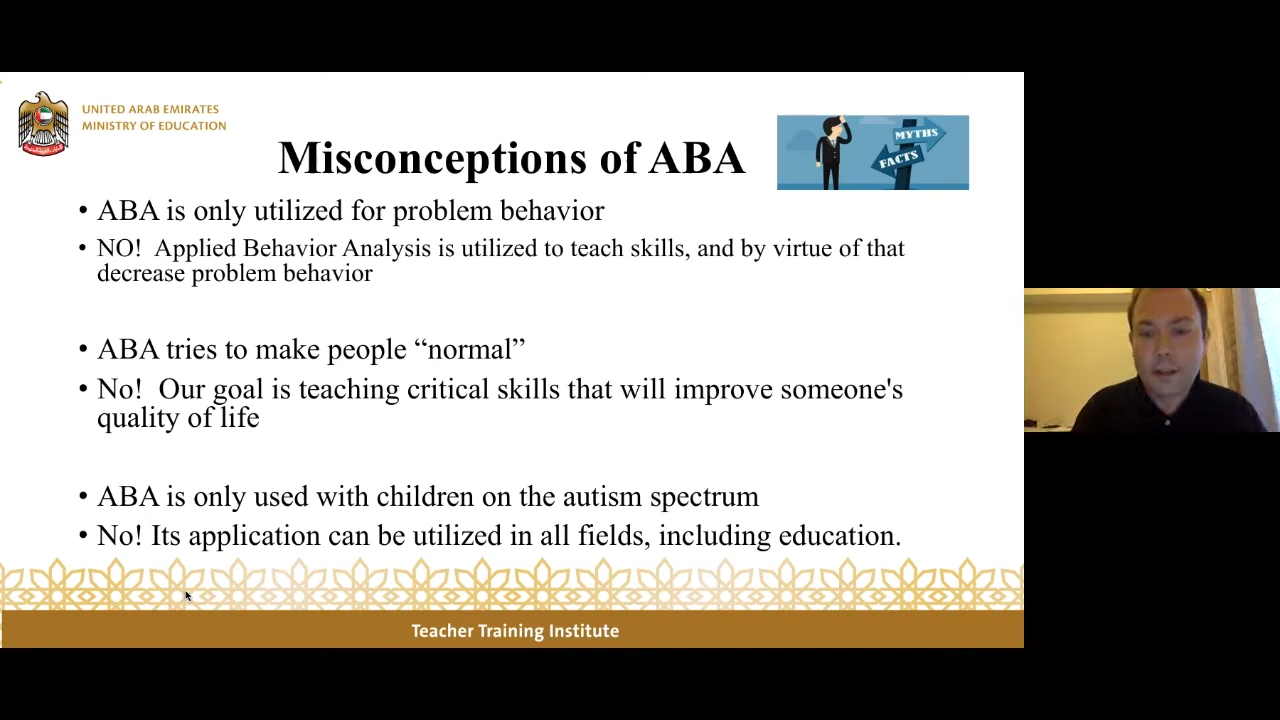 UNITED ARAB EMIRATES
MINISTRY OF EDUCATION
Misconceptions of ABA
MYTHS
FACTS
• ABA is only utilized for problem behavior
• NO!  Applied Behavior Analysis is utilized to teach skills, and by virtue of that
decrease problem behavior
• ABA tries to make people “normal”
• No!  Our goal is teaching critical skills that will improve someone's
quality of life
• ABA is only used with children on the autism spectrum
• No! Its application can be utilized in all fields, including education.
Teacher Training Institute